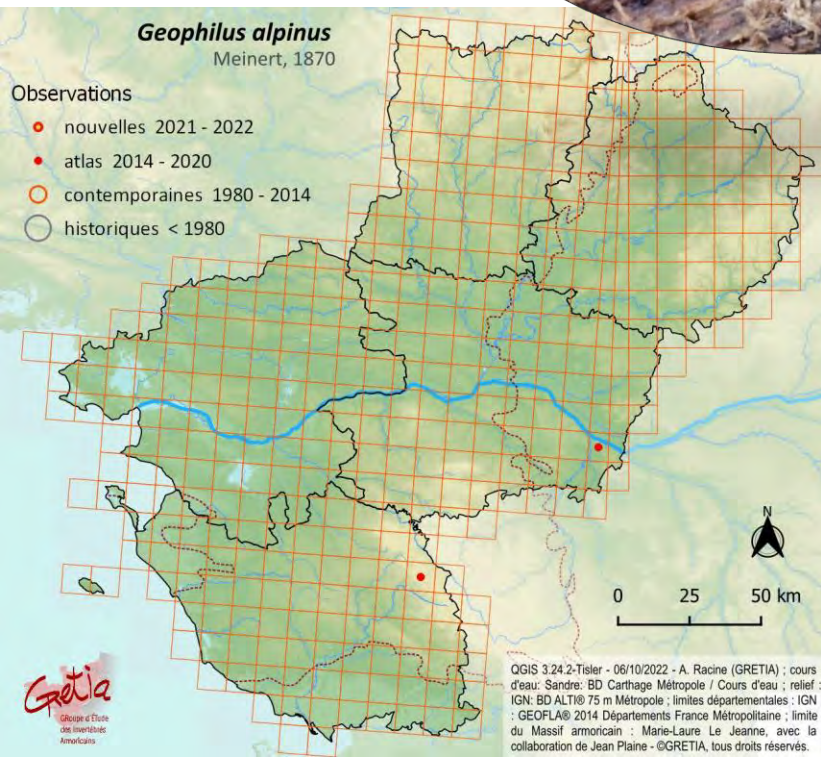 Geophilus alpinus
Meinert, 1870
Observations
nouvelles 2021 - 2022
atlas 2014 - 2020
contemporaines 1980 - 2014
historiques < 1980
N
0 25 50 km
Gretia
GRoupe d'Étude
des Invertébrés
Armoricains
QGIS 3.24.2-Tisler - 06/10/2022 - A. Racine (GRETIA) ; cours
d'eau: Sandre: BD Carthage Métropole / Cours d'eau ; relief :
IGN: BD ALTI® 75 m Métropole ; limites départementales : IGN
: GEOFLA® 2014 Départements France Métropolitaine ; limite
du Massif armoricain : Marie-Laure Le Jeanne, avec la
collaboration de Jean Plaine - ©GRETIA, tous droits réservés.